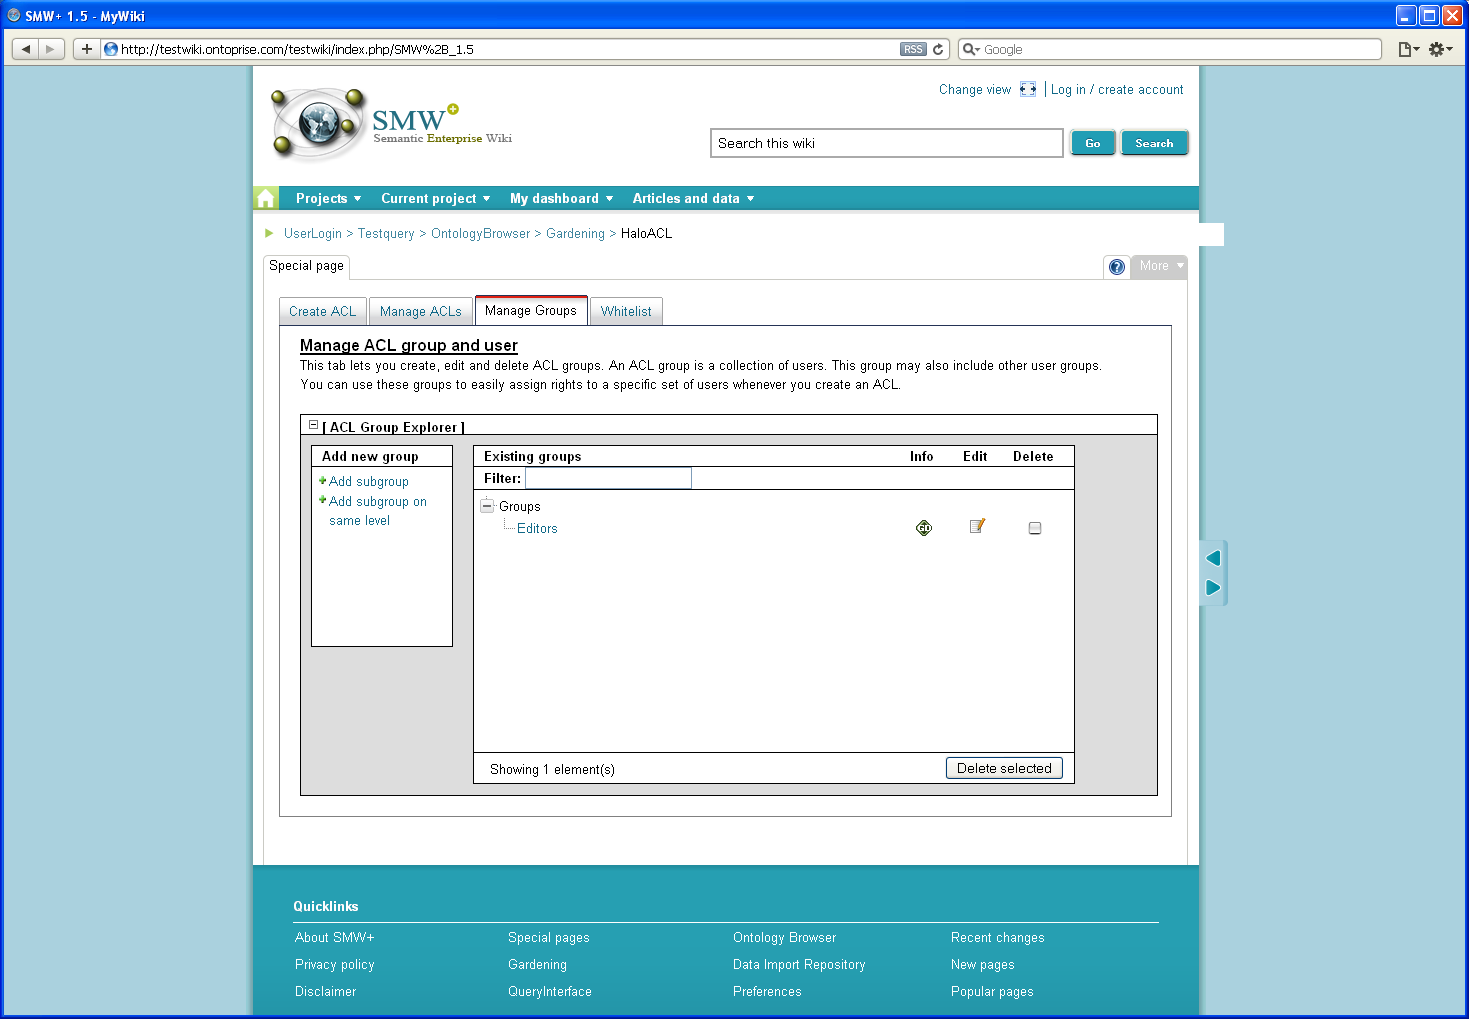 SMW+ 1.5 - MyWiki
http://testwiki.ontoprise.com/testwiki/index.php/SMW%2B_1.5 RSS Google
Change view Log in / create account
SMW+
Semantic Enterprise Wiki
Search this wiki Go Search
Projects Current project My dashboard Articles and data
UserLogin > Testquery > OntologyBrowser > Gardening > HaloACL
Special page ? More
Create ACL Manage ACLs Manage Groups Whitelist
Manage ACL group and user
This tab lets you create, edit and delete ACL groups. An ACL group is a collection of users. This group may also include other user groups.
You can use these groups to easily assign rights to a specific set of users whenever you create an ACL.
[ ACL Group Explorer ]
Add new group
Add subgroup
Add subgroup on
same level
Existing groups Info Edit Delete
Filter:
Groups
Editors
Showing 1 element(s) Delete selected
Quicklinks
About SMW+ Special pages Ontology Browser Recent changes
Privacy policy Gardening Data Import Repository New pages
Disclaimer QueryInterface Preferences Popular pages